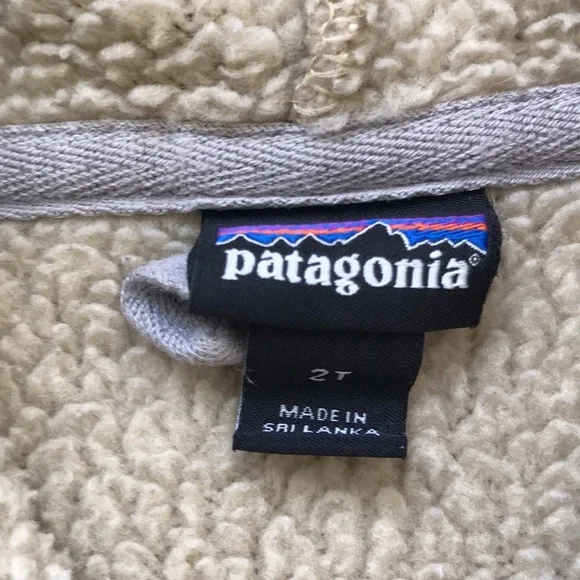 patagonia®
2T
MADE IN
SRI LANKA